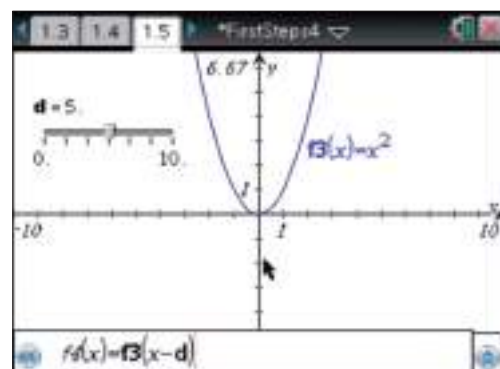 1.3 1.4 1.5 *FirstSteps4
6.67 y
d = 5.
0. 10.
f3(x)=x²
1
-10 1 10
f4(x)=f3(x-d)